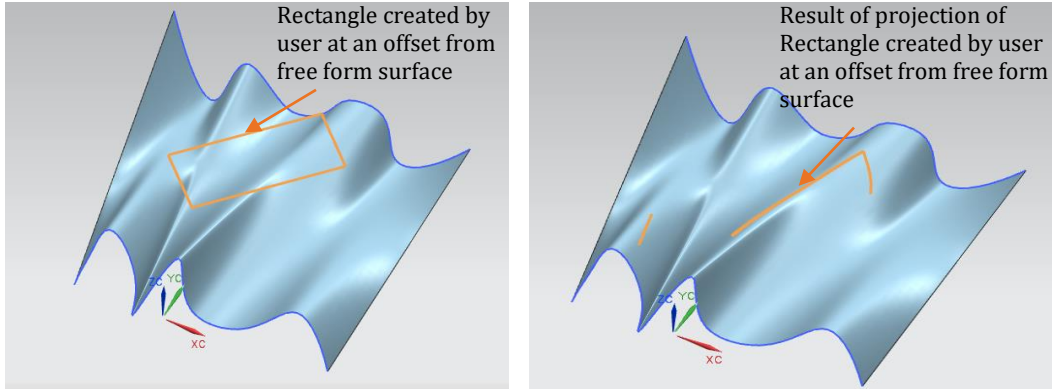 Rectangle created by
user at an offset from
free form surface
ZC
YC
XC
Result of projection of
Rectangle created by user
at an offset from free form
surface
ZC
YC
XC